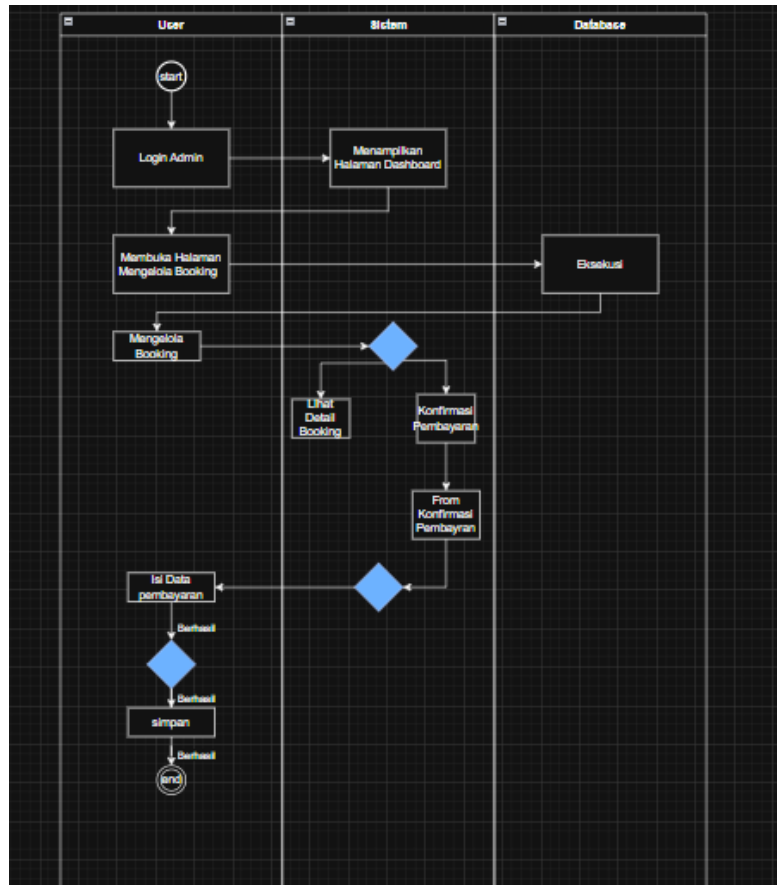 User
Sistem
Database
start
Login Admin
Menampilkan
Halaman Dashboard
Membuka Halaman
Mengelola Booking
Eksekusi
Mengelola
Booking
Lihat
Detail
Booking
Konfirmasi
Pembayaran
From
Konfirmasi
Pembayran
Isi Data
pembayaran
Berhasil
Berhasil
simpan
Berhasil
end